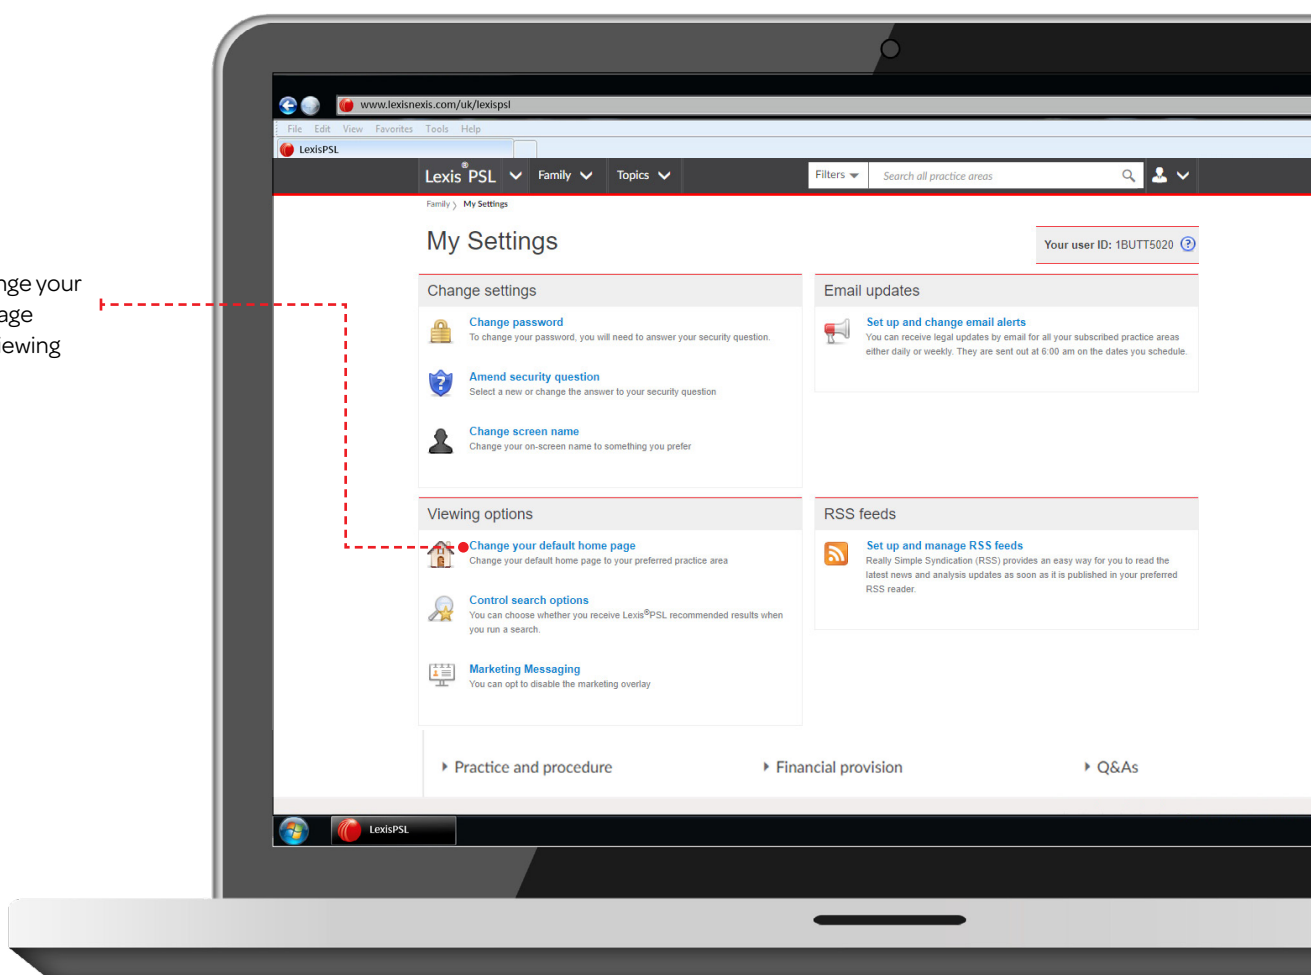 www.lexisnexis.com/uk/lexispsl
File Edit View Favorites Tools Help
LexisPSL
Lexis®PSL Family Topics Filters Search all practice areas
Family > My Settings
My Settings
Your user ID: 1BUTT5020 ?
nge your
age
iewing
Change settings
Change password
To change your password, you will need to answer your security question.
Amend security question
Select a new or change the answer to your security question
Change screen name
Change your on-screen name to something you prefer
Email updates
Set up and change email alerts
You can receive legal updates by email for all your subscribed practice areas
either daily or weekly. They are sent out at 6:00 am on the dates you schedule.
Viewing options
Change your default home page
Change your default home page to your preferred practice area
Control search options
You can choose whether you receive Lexis®PSL recommended results when
you run a search.
Marketing Messaging
You can opt to disable the marketing overlay
RSS feeds
Set up and manage RSS feeds
Really Simple Syndication (RSS) provides an easy way for you to read the
latest news and analysis updates as soon as it is published in your preferred
RSS reader.
Practice and procedure
Financial provision
Q&As
LexisPSL